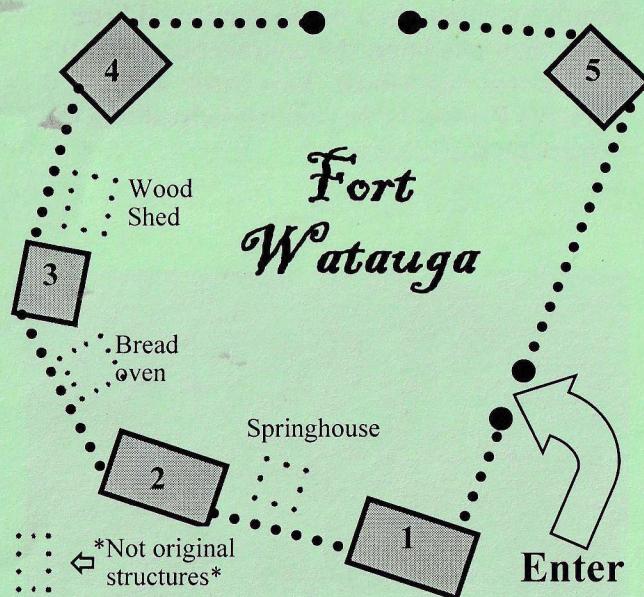 4
5
Fort
Watauga
Wood
Shed
3
Bread
oven
Springhouse
2
1
*Not original
structures*
Enter